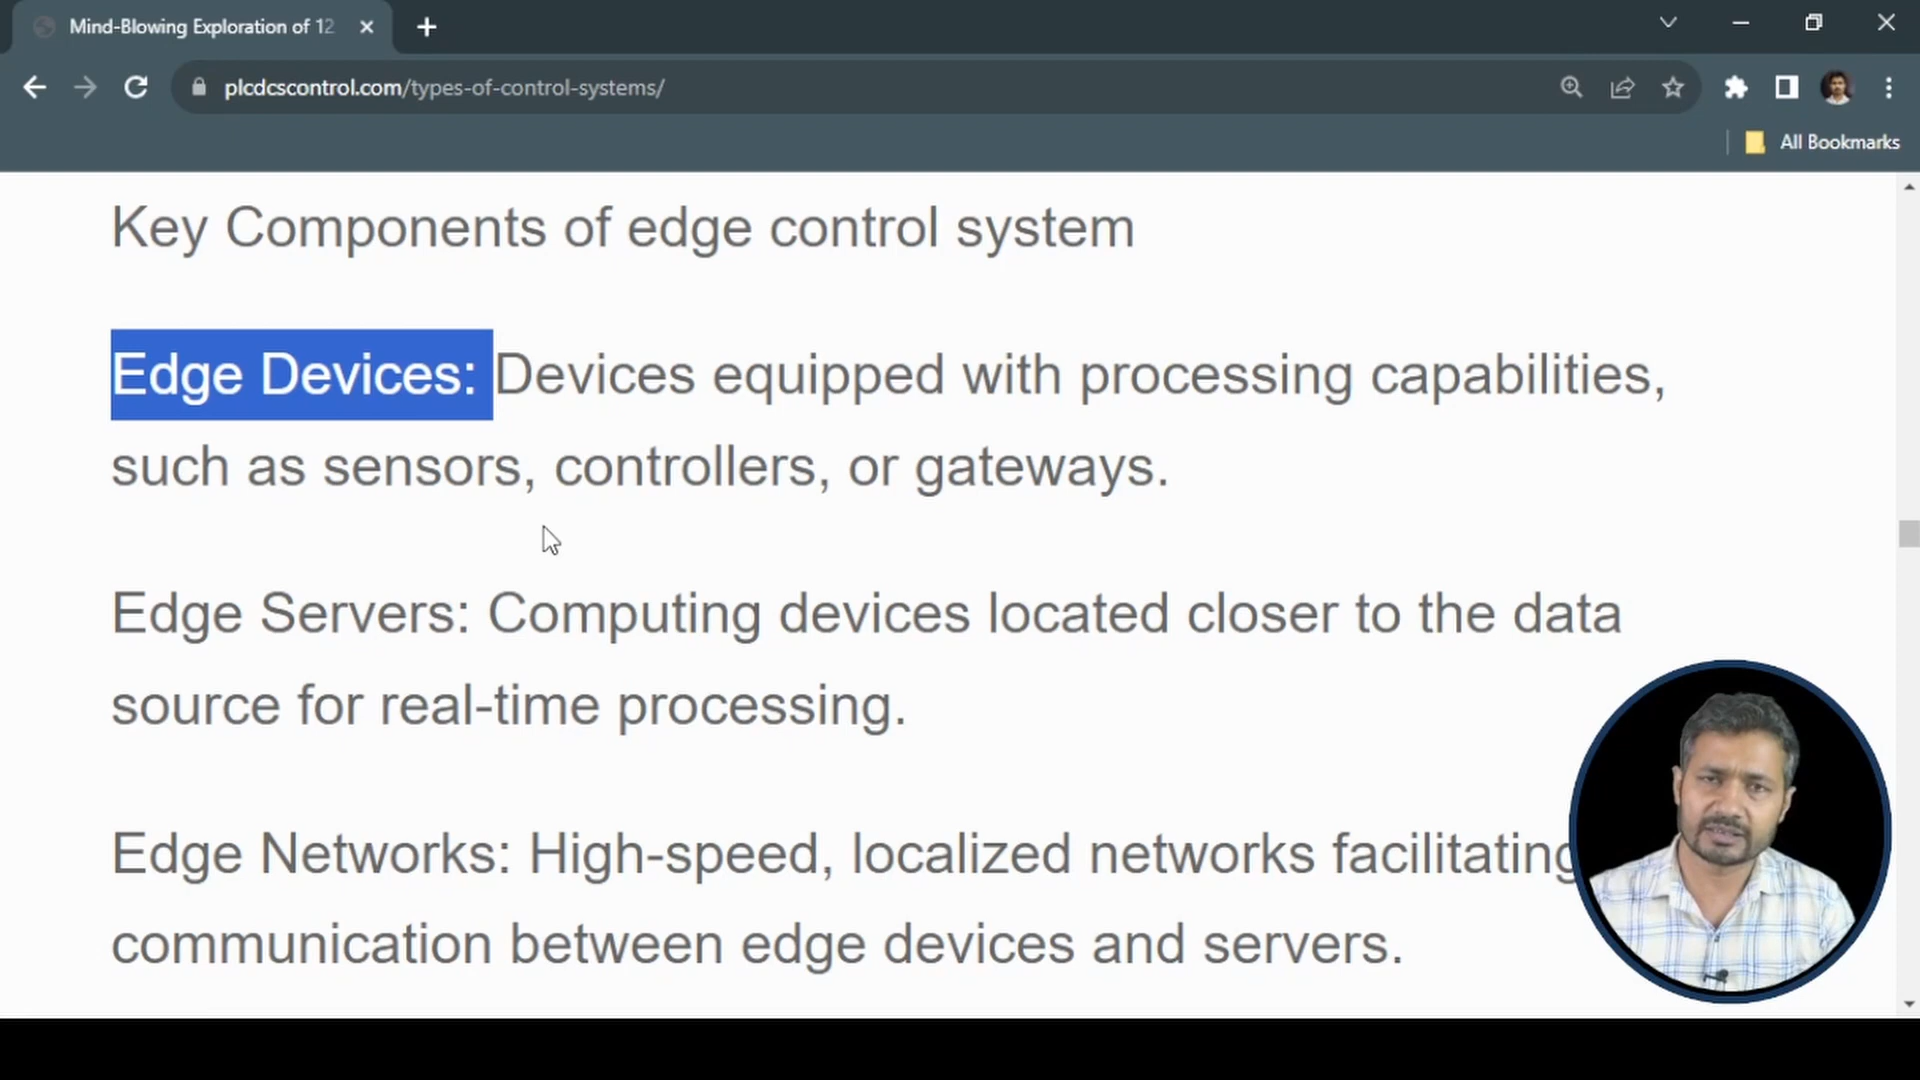 Mind-Blowing Exploration of 12
plcdcscontrol.com/types-of-control-systems/
All Bookmarks
Key Components of edge control system
Edge Devices: Devices equipped with processing capabilities,
such as sensors, controllers, or gateways.
Edge Servers: Computing devices located closer to the data
source for real-time processing.
Edge Networks: High-speed, localized networks facilitating
communication between edge devices and servers.